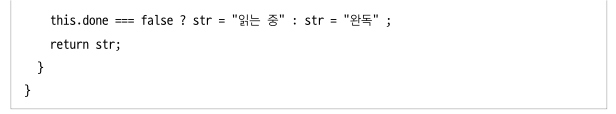 this.done === false ? str = "읽는 중" : str = "완독" ;
return str;
}
}